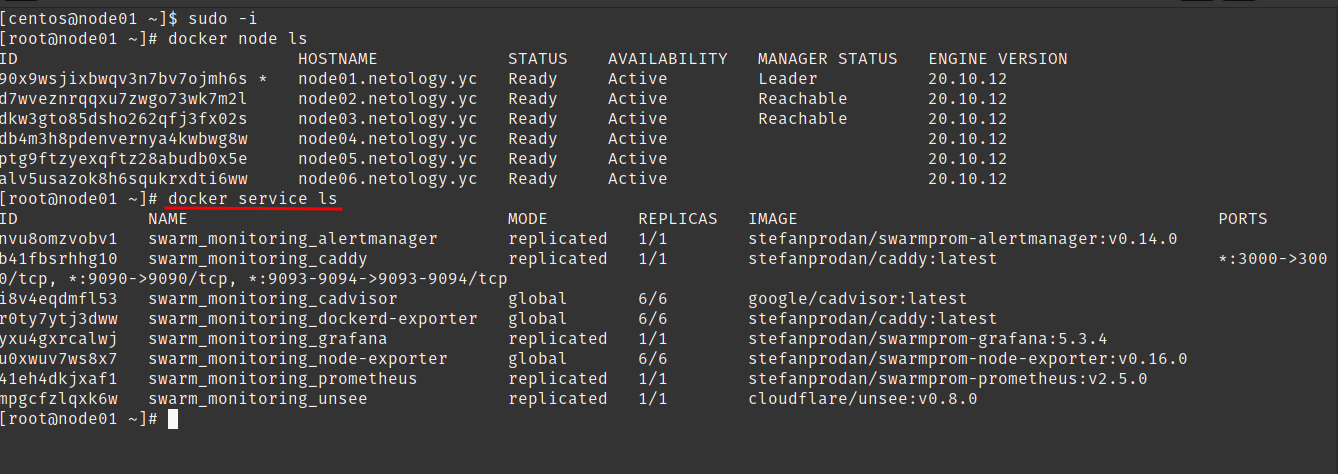 [centos@node01 ~]$ sudo -i
[root@node01 ~]# docker node ls
ID                            HOSTNAME             STATUS    AVAILABILITY   MANAGER STATUS   ENGINE VERSION
90x9wsjixbwqv3n7bv7ojmh6s *   node01.netology.yc   Ready     Active         Leader           20.10.12
d7wveznrqqxu7zwgo73wk7m2l     node02.netology.yc   Ready     Active         Reachable        20.10.12
dkw3gto85dsho262qfj3fx02s     node03.netology.yc   Ready     Active         Reachable        20.10.12
db4m3h8pdenvernya4kwbwg8w     node04.netology.yc   Ready     Active                          20.10.12
ptg9ftzyexqftz28abudb0x5e     node05.netology.yc   Ready     Active                          20.10.12
alv5usazok8h6squkrxdti6ww     node06.netology.yc   Ready     Active                          20.10.12
[root@node01 ~]# docker service ls
ID             NAME                                MODE         REPLICAS   IMAGE                                          PORTS
nvu8omzvobv1   swarm_monitoring_alertmanager       replicated   1/1        stefanprodan/swarmprom-alertmanager:v0.14.0
b41fbsrhhg10   swarm_monitoring_caddy              replicated   1/1        stefanprodan/caddy:latest                      *:3000->300
0/tcp, *:9090->9090/tcp, *:9093-9094->9093-9094/tcp
i8v4eqdmfl53   swarm_monitoring_cadvisor           global       6/6        google/cadvisor:latest
r0ty7ytj3dww   swarm_monitoring_dockerd-exporter   global       6/6        stefanprodan/caddy:latest
yxu4gxrcalwj   swarm_monitoring_grafana            replicated   1/1        stefanprodan/swarmprom-grafana:5.3.4
u0xwuv7ws8x7   swarm_monitoring_node-exporter      global       6/6        stefanprodan/swarmprom-node-exporter:v0.16.0
41eh4dkjxaf1   swarm_monitoring_prometheus         replicated   1/1        stefanprodan/swarmprom-prometheus:v2.5.0
mpgcfzlqxk6w   swarm_monitoring_unsee              replicated   1/1        cloudflare/unsee:v0.8.0
[root@node01 ~]#